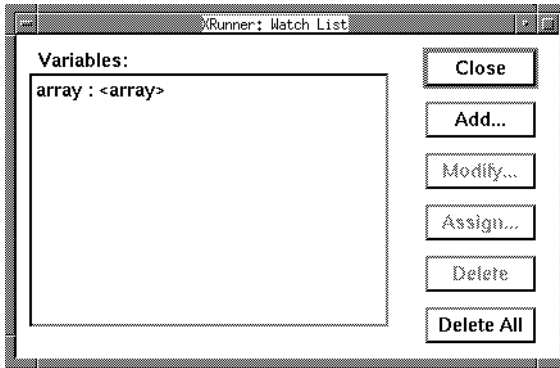 XRunner: Watch List
Variables:
array : <array>
Close
Add...
Modify...
Assign...
Delete
Delete All